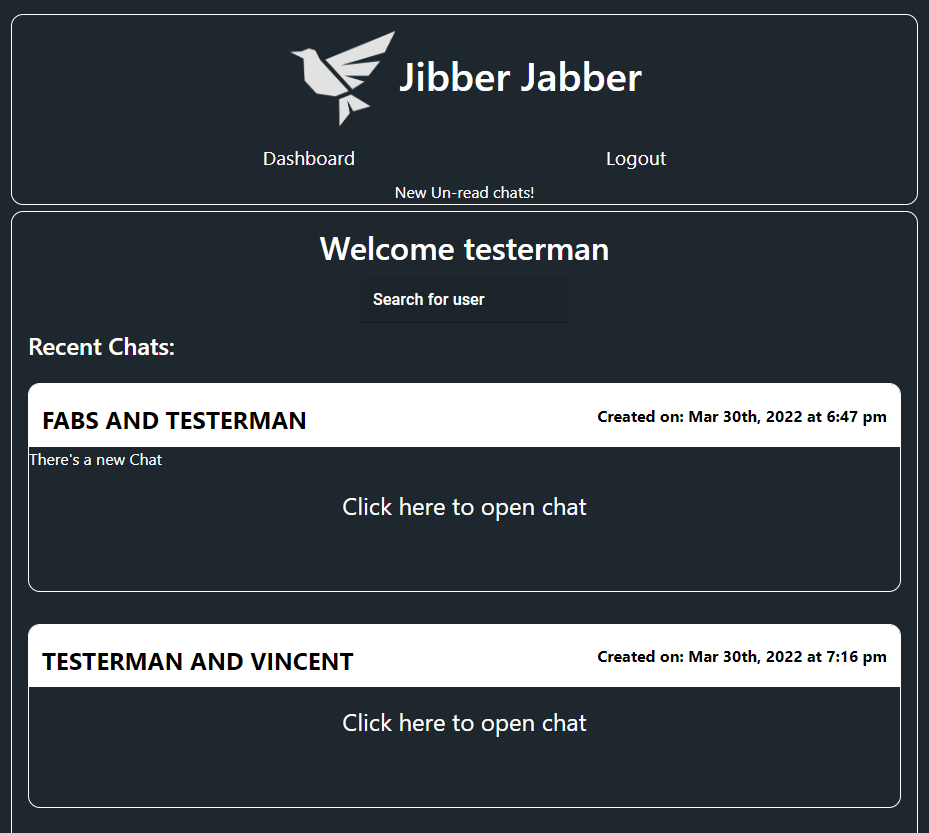 Jibber Jabber
Dashboard Logout
New Un-read chats!
Welcome testerman
Search for user
Recent Chats:
FABS AND TESTERMAN Created on: Mar 30th, 2022 at 6:47 pm
There's a new Chat
Click here to open chat
TESTERMAN AND VINCENT Created on: Mar 30th, 2022 at 7:16 pm
Click here to open chat